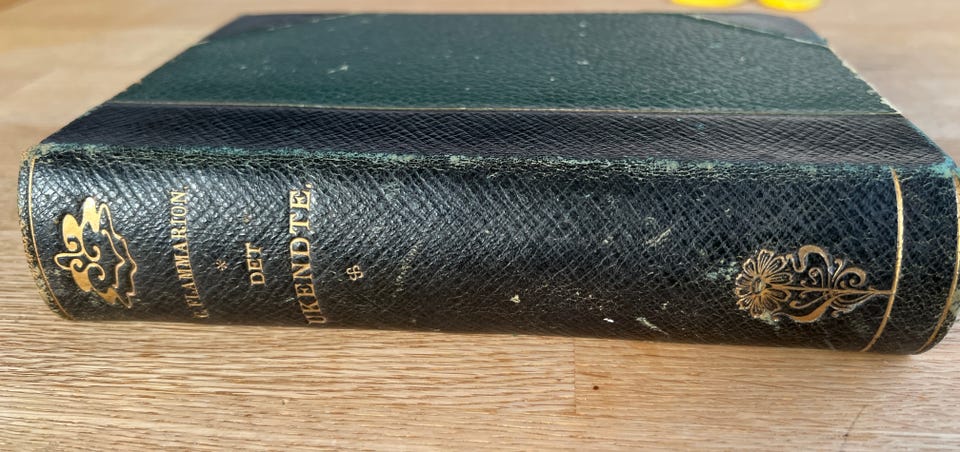 C. FLAMMARION
*
DET
UKENDTE.